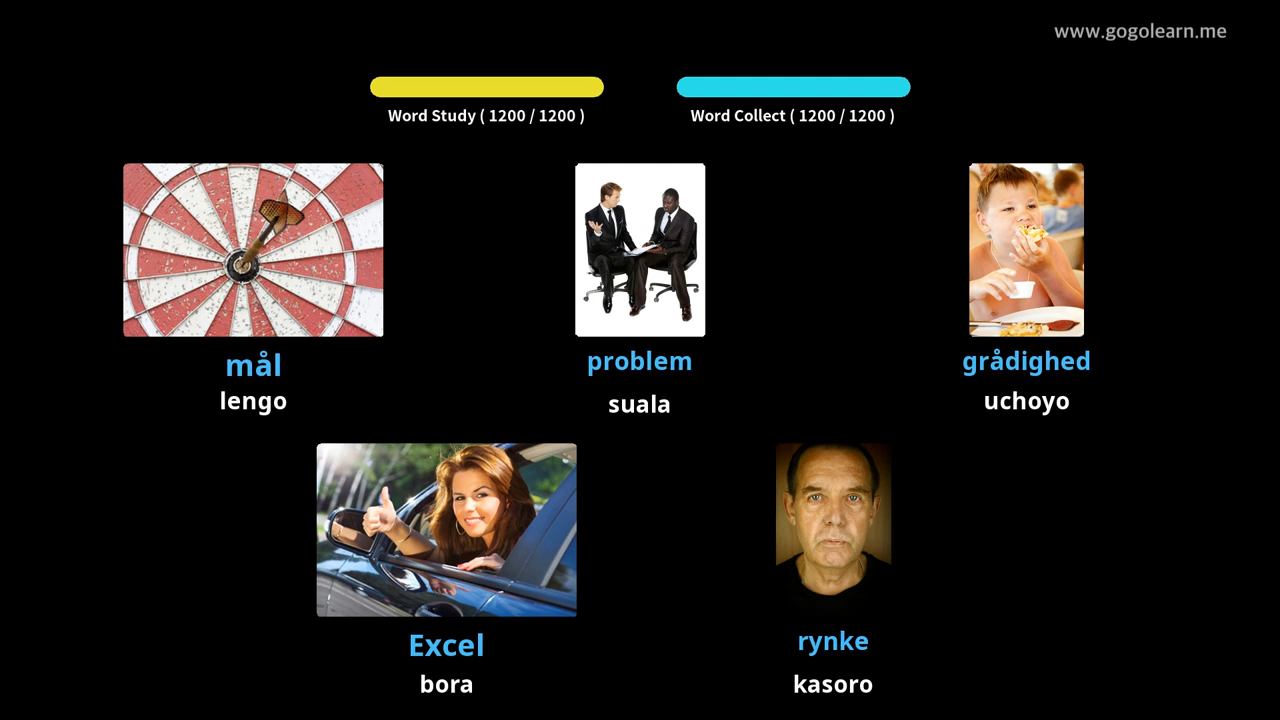 www.gogolearn.me
Word Study ( 1200 / 1200 )
Word Collect ( 1200 / 1200 )
mål
lengo
problem
suala
grådighed
uchoyo
Excel
bora
rynke
kasoro